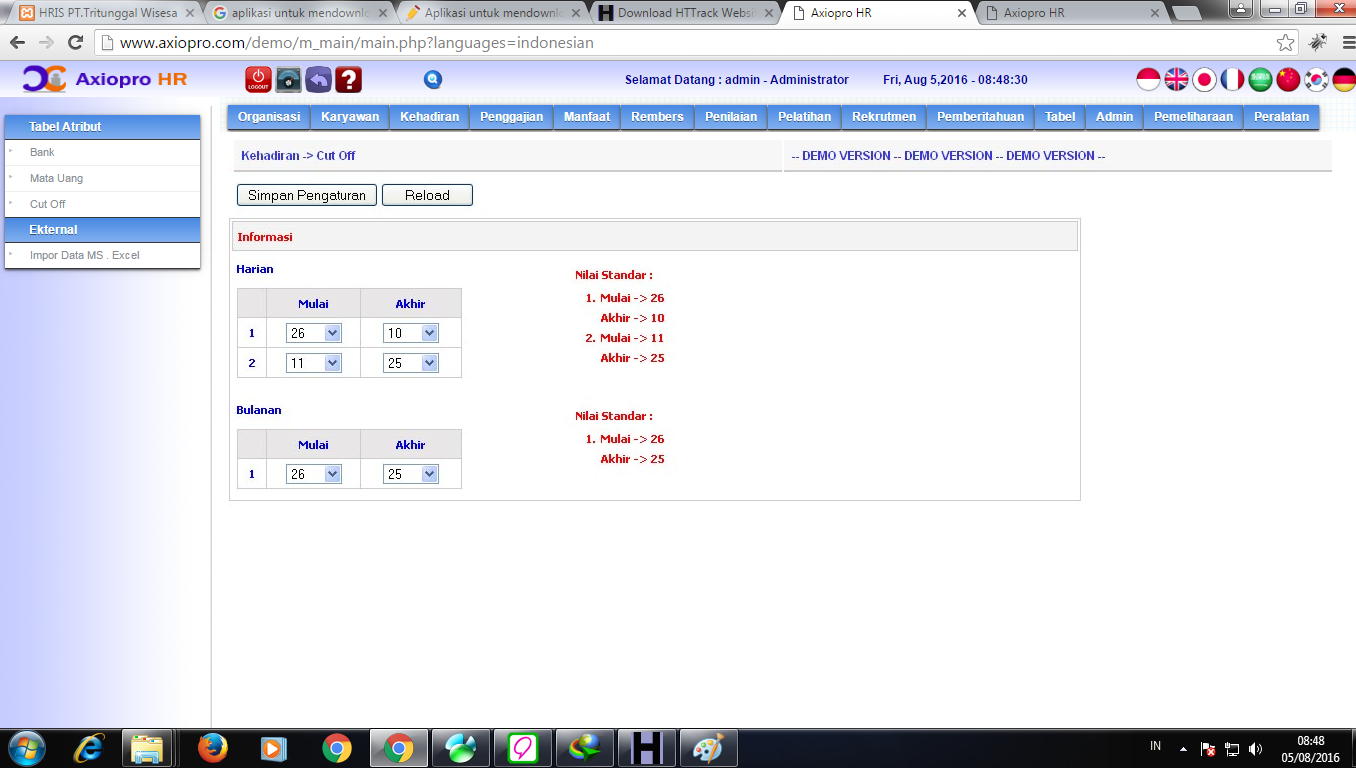 HRIS PT.Tritunggal Wisesa
aplikasi untuk mendownlo
Aplikasi untuk mendownlo
Download HTTrack Websi
Axiopro HR
Axiopro HR
www.axiopro.com/demo/m_main/main.php?languages=indonesian
Axiopro HR
LOGOUT
Selamat Datang : admin - Administrator
Fri, Aug 5,2016 - 08:48:30
Organisasi Karyawan Kehadiran Penggajian Manfaat Rembers Penilaian Pelatihan Rekrutmen Pemberitahuan Tabel Admin Pemeliharaan Peralatan
Tabel Atribut
Bank
Mata Uang
Cut Off
Ekternal
Impor Data MS . Excel
Kehadiran -> Cut Off
-- DEMO VERSION -- DEMO VERSION -- DEMO VERSION --
Simpan Pengaturan Reload
Informasi
Harian
Mulai Akhir
1 26 10
2 11 25
Nilai Standar :
1. Mulai -> 26
Akhir -> 10
2. Mulai -> 11
Akhir -> 25
Bulanan
Mulai Akhir
1 26 25
Nilai Standar :
1. Mulai -> 26
Akhir -> 25
IN
08:48
05/08/2016